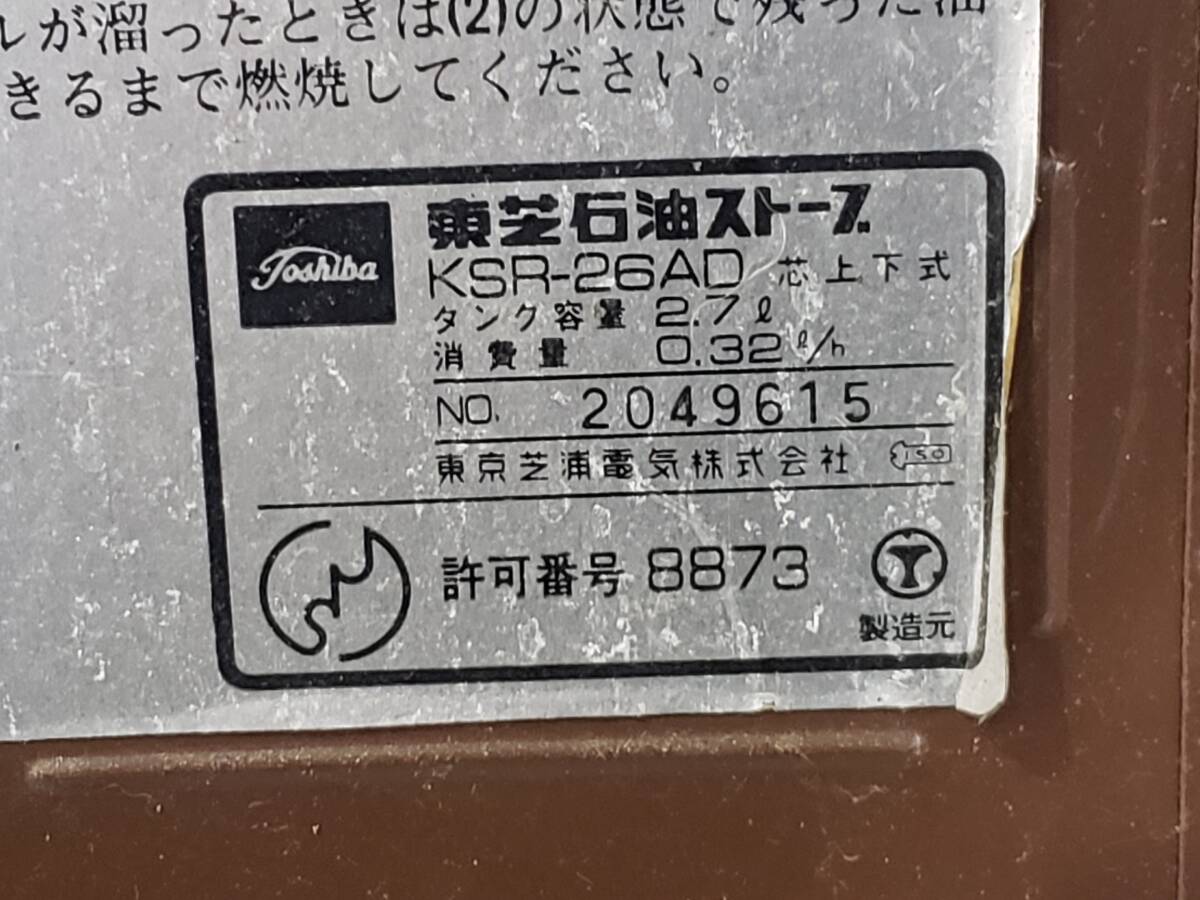 ルが溜ったときは(2)の状態で残った油
きるまで燃焼してください。
Toshiba
東芝石油ストーブ
KSR-26AD 芯上下式
タンク容量 2.7ℓ
消費量 0.32ℓ/h
NO. 2049615
東京芝浦電気株式会社 ISO
許可番号 8873
製造元